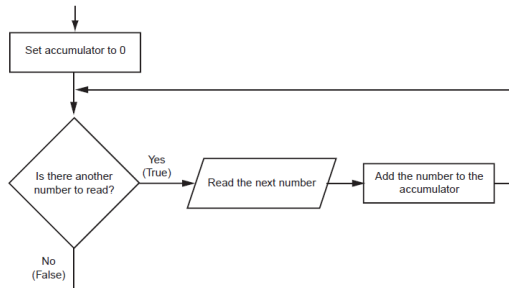 Set accumulator to 0
Is there another
number to read?
Yes
(True)
Read the next number
Add the number to the
accumulator
No
(False)